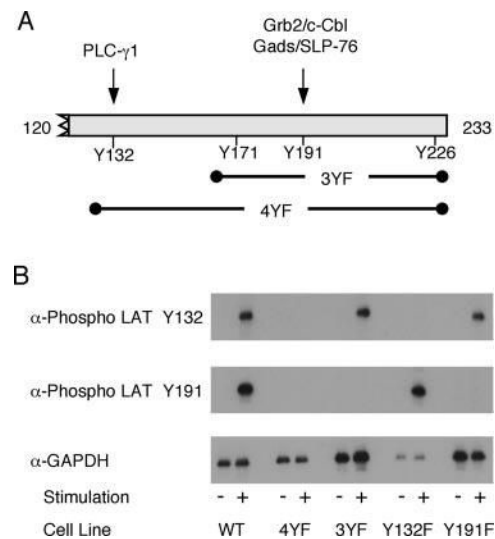 A
Grb2/c-Cbl
PLC-γ1 Gads/SLP-76
120 233
Y132 Y171 Y191 Y226
3YF
4YF
B
α-Phospho LAT Y132
α-Phospho LAT Y191
α-GAPDH
Stimulation - + - + - + - + - +
Cell Line WT 4YF 3YF Y132F Y191F